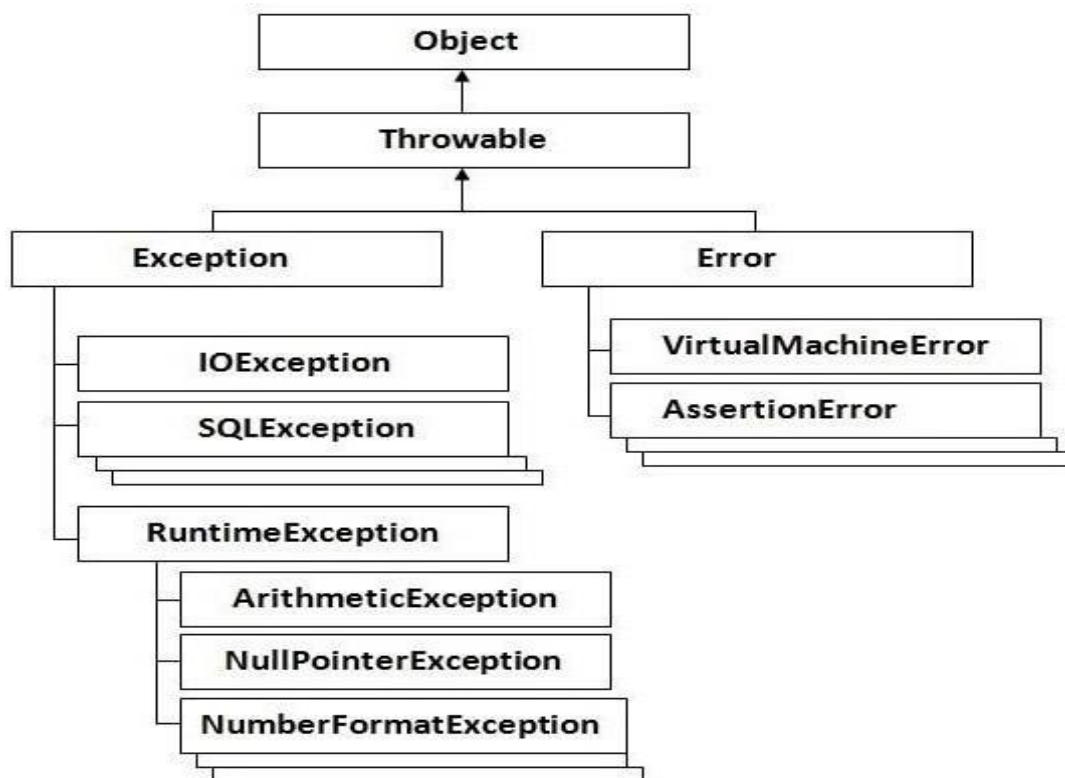 Object
Throwable
Exception
Error
IOException
SQLException
RuntimeException
ArithmeticException
NullPointerException
NumberFormatException
VirtualMachineError
AssertionError